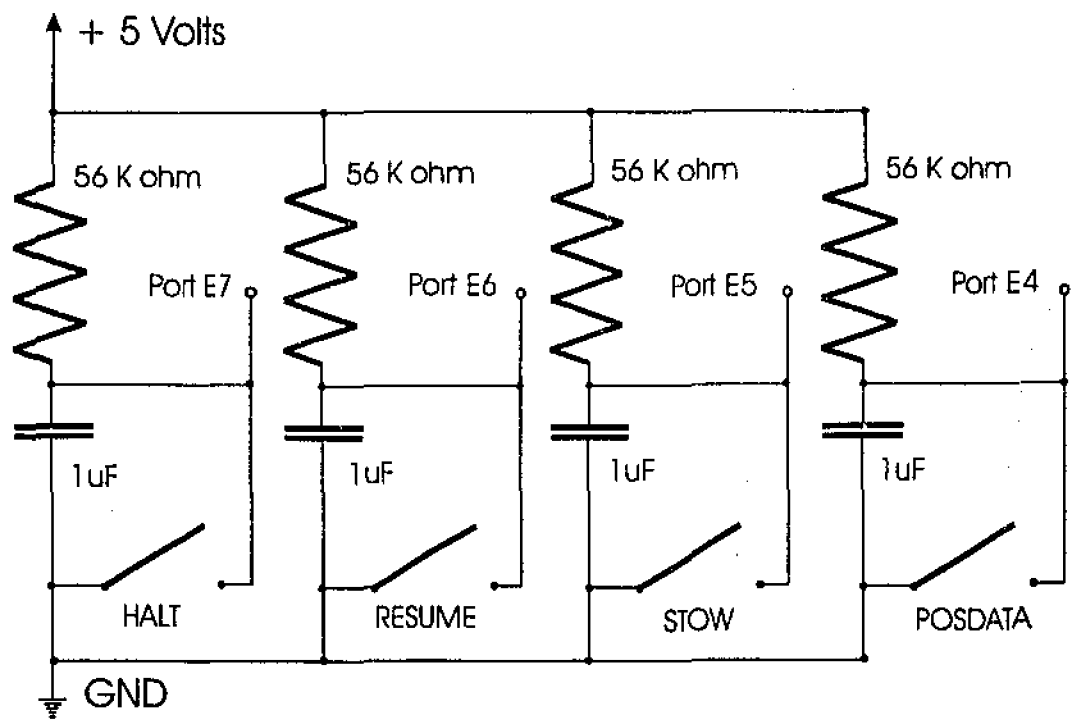 + 5 Volts
56 K ohm
56 K ohm
56 K ohm
56 K ohm
Port E7
Port E6
Port E5
Port E4
1uF
1uF
1uF
1uF
HALT
RESUME
STOW
POSDATA
GND